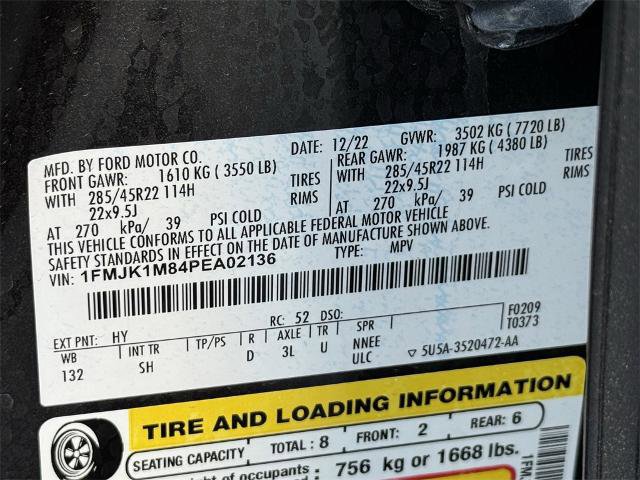 MFD. BY FORD MOTOR CO.
DATE: 12/22 GVWR: 3502 KG ( 7720 LB)
FRONT GAWR: 1610 KG ( 3550 LB)
REAR GAWR: 1987 KG ( 4380 LB)
WITH 285/45R22 114H TIRES
285/45R22 114H TIRES
22x9.5J RIMS
WITH 22x9.5J RIMS
AT 270 kPa/ 39 PSI COLD
AT 270 kPa/ 39 PSI COLD
THIS VEHICLE CONFORMS TO ALL APPLICABLE FEDERAL MOTOR VEHICLE
SAFETY STANDARDS IN EFFECT ON THE DATE OF MANUFACTURE SHOWN ABOVE.
VIN: 1FMJK1M84PEA02136 TYPE: MPV
F0209
T0373
EXT PNT: HY RC: 52 DSO:
WB INT TR TP/PS R AXLE TR SPR
132 SH D 3L U NNEE
ULC
▽ 5U5A-3520472-AA
TIRE AND LOADING INFORMATION
SEATING CAPACITY TOTAL : 8 FRONT: 2 REAR: 6
of occupants 756 kg or 1668 lbs.
1FM